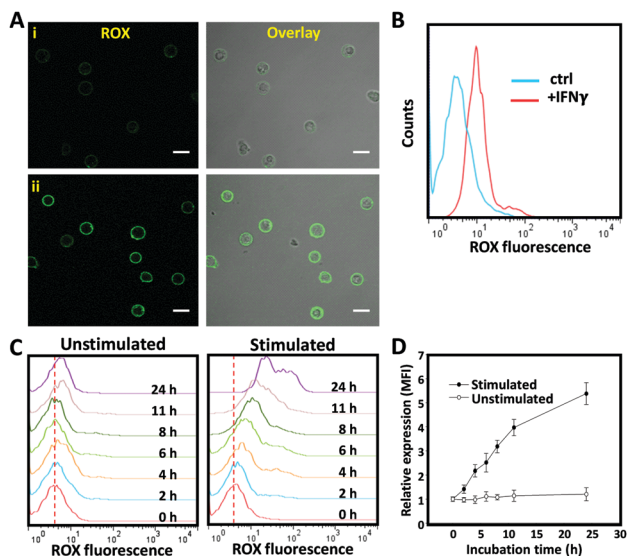 A
i
ROX
Overlay
ii
B
Counts
ctrl
+IFNγ
10⁰ 10¹ 10² 10³ 10⁴
ROX fluorescence
C
Unstimulated
24 h
11 h
8 h
6 h
4 h
2 h
0 h
10⁰ 10¹ 10² 10³ 10⁴
ROX fluorescence
Stimulated
24 h
11 h
8 h
6 h
4 h
2 h
0 h
10⁰ 10¹ 10² 10³ 10⁴
ROX fluorescence
D
Relative expression (MFI)
7
6
5
4
3
2
1
0
Stimulated
Unstimulated
0 5 10 15 20 25 30
Incubation time (h)